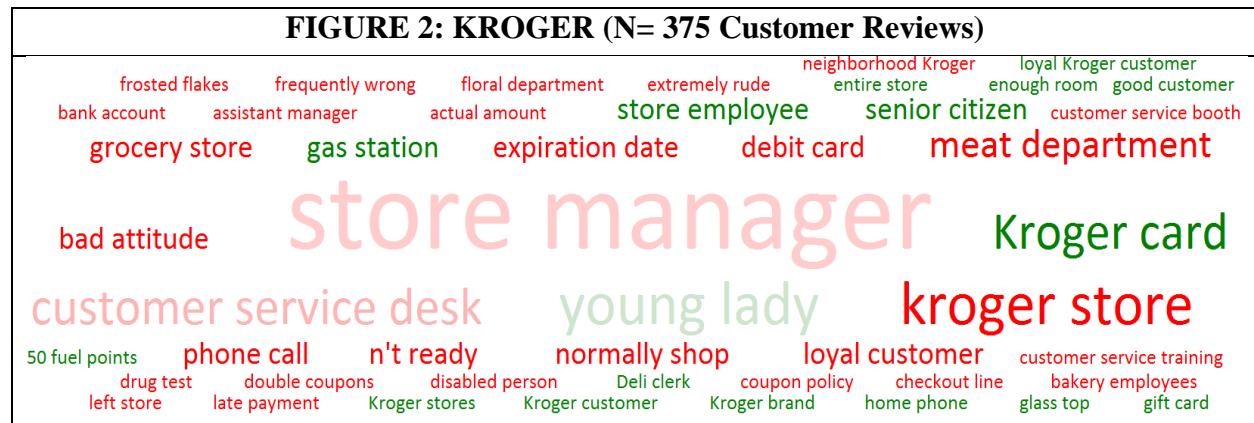 FIGURE 2: KROGER (N= 375 Customer Reviews)
neighborhood Kroger loyal Kroger customer
frosted flakes frequently wrong floral department extremely rude entire store enough room good customer
bank account assistant manager actual amount store employee senior citizen customer service booth
grocery store gas station expiration date debit card meat department
bad attitude store manager Kroger card
customer service desk young lady kroger store
50 fuel points phone call n't ready normally shop loyal customer customer service training
drug test double coupons disabled person Deli clerk coupon policy checkout line bakery employees
left store late payment Kroger stores Kroger customer Kroger brand home phone glass top gift card